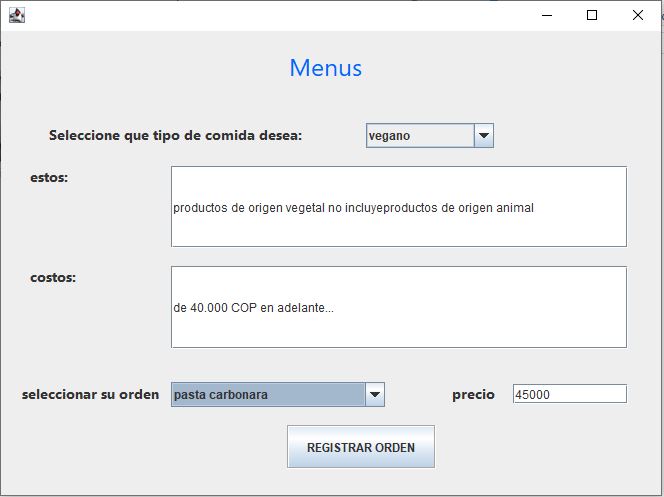 Menus
Seleccione que tipo de comida desea: vegano
estos:
productos de origen vegetal no incluyeproductos de origen animal
costos:
de 40.000 COP en adelante...
seleccionar su orden pasta carbonara precio 45000
REGISTRAR ORDEN